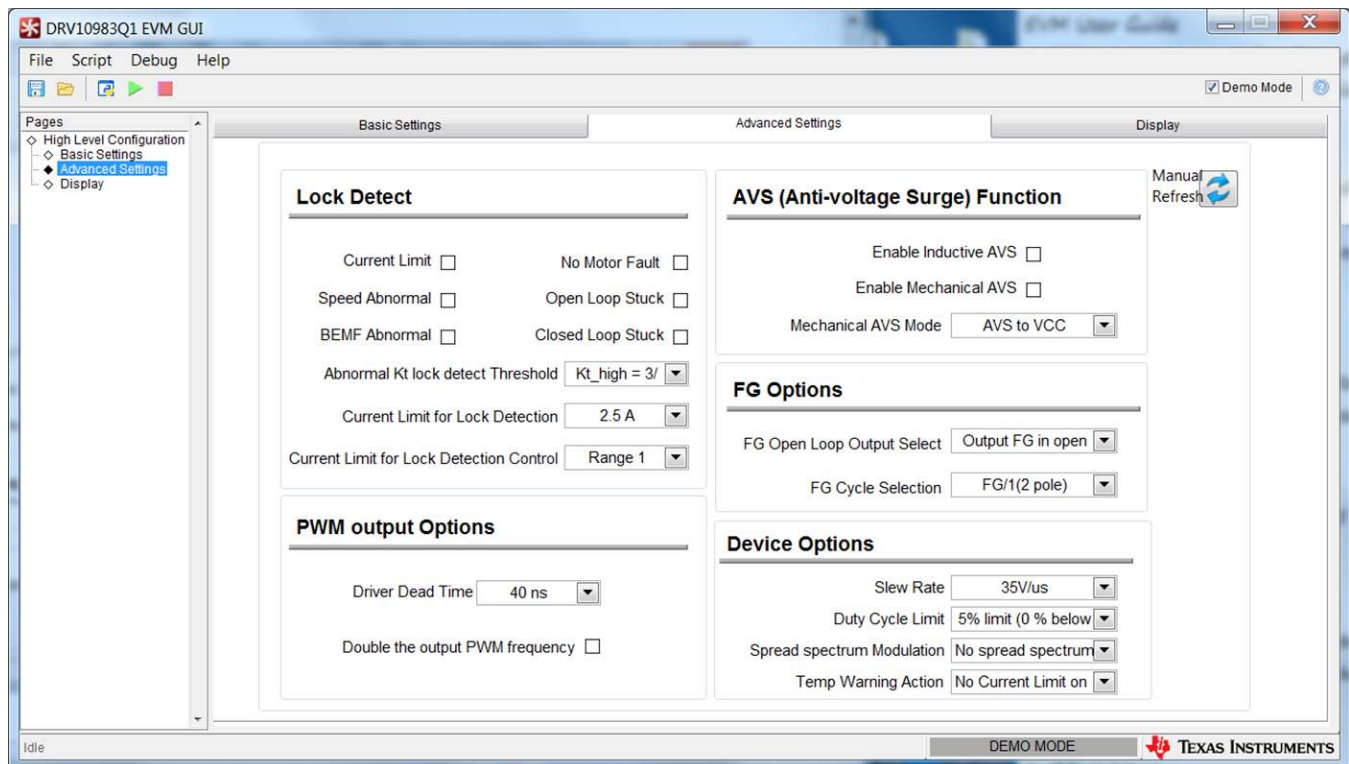 DRV10983Q1 EVM GUI
EVM User Guide
File Script Debug Help
Demo Mode
Pages
High Level Configuration
Basic Settings
Advanced Settings
Display
Basic Settings
Advanced Settings
Display
Manual
Refresh
Lock Detect
Current Limit
No Motor Fault
Speed Abnormal
Open Loop Stuck
BEMF Abnormal
Closed Loop Stuck
Abnormal Kt lock detect Threshold Kt_high = 3/
Current Limit for Lock Detection 2.5 A
Current Limit for Lock Detection Control Range 1
PWM output Options
Driver Dead Time 40 ns
Double the output PWM frequency
AVS (Anti-voltage Surge) Function
Enable Inductive AVS
Enable Mechanical AVS
Mechanical AVS Mode AVS to VCC
FG Options
FG Open Loop Output Select Output FG in open
FG Cycle Selection FG/1(2 pole)
Device Options
Slew Rate 35V/us
Duty Cycle Limit 5% limit (0 % below
Spread spectrum Modulation No spread spectrum
Temp Warning Action No Current Limit on
Idle
DEMO MODE
TEXAS INSTRUMENTS